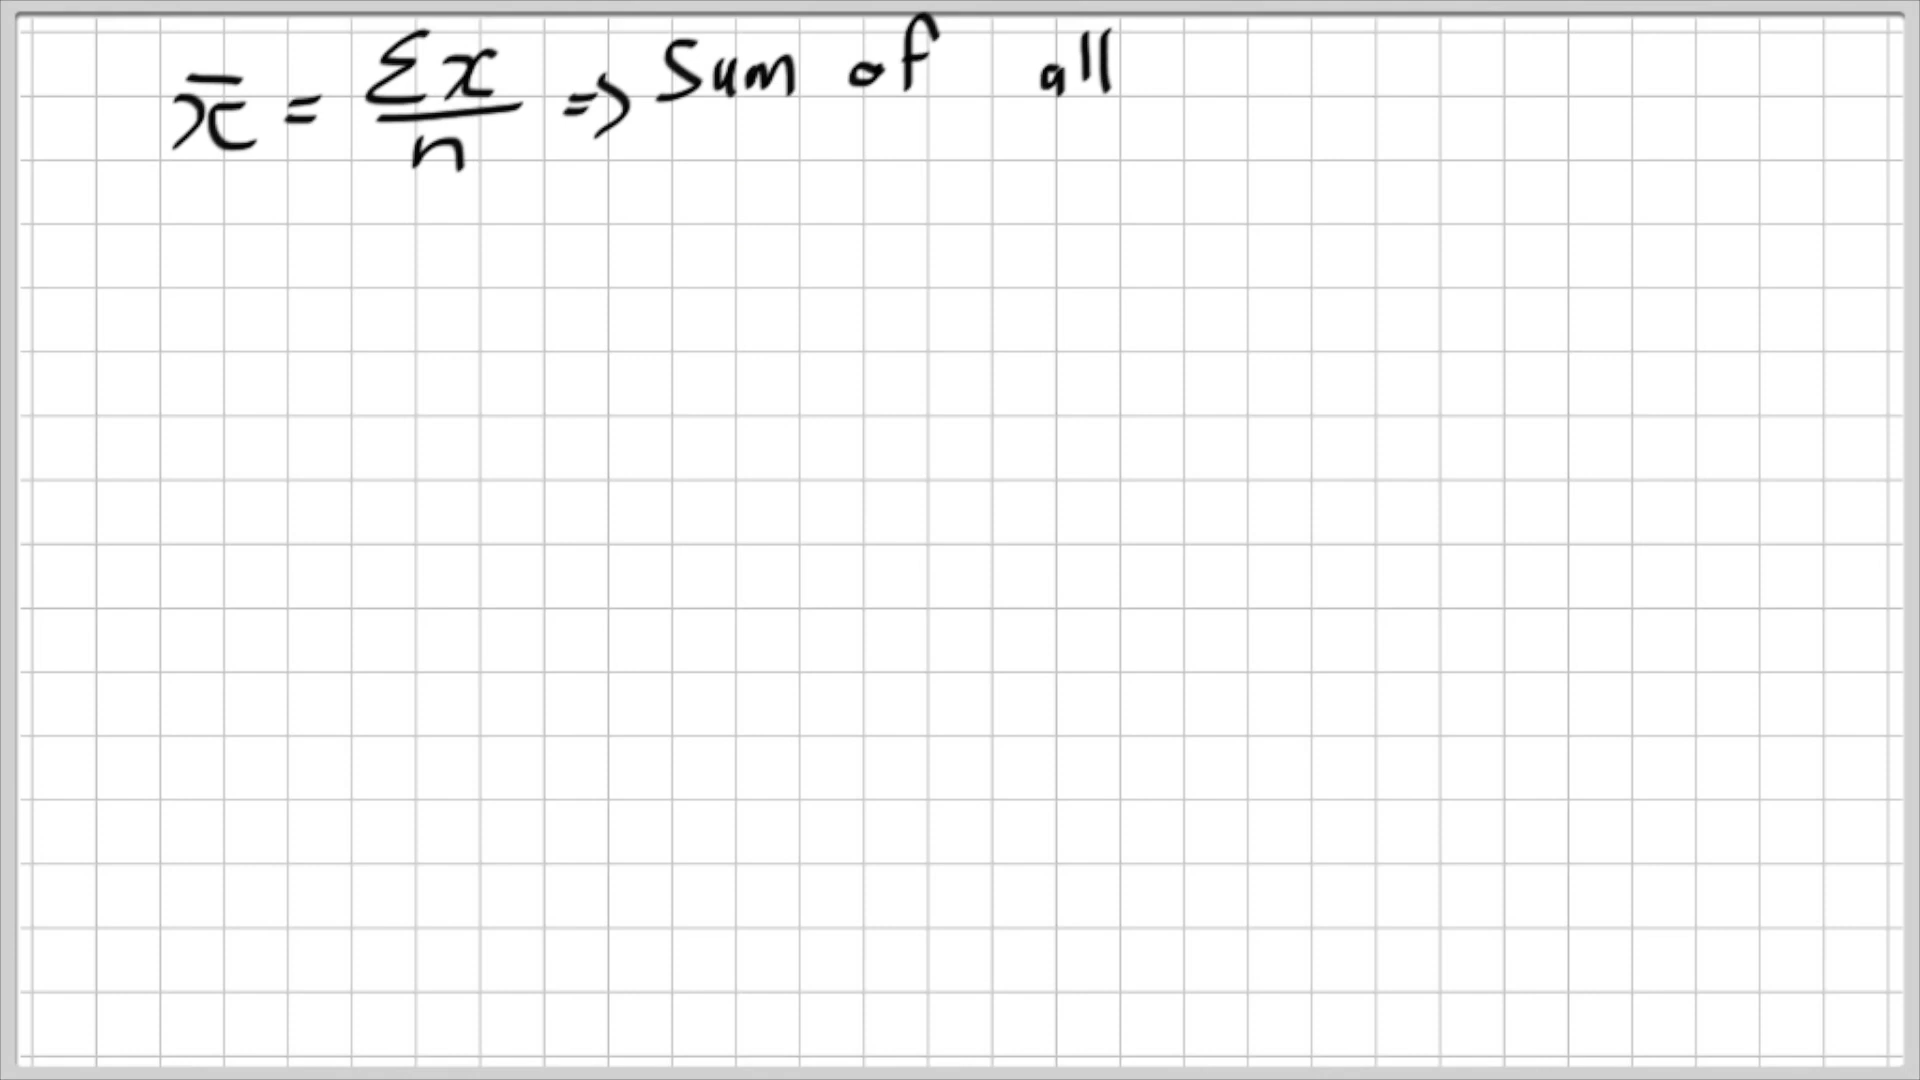 x̄ = Σx/n ⇒ Sum of all